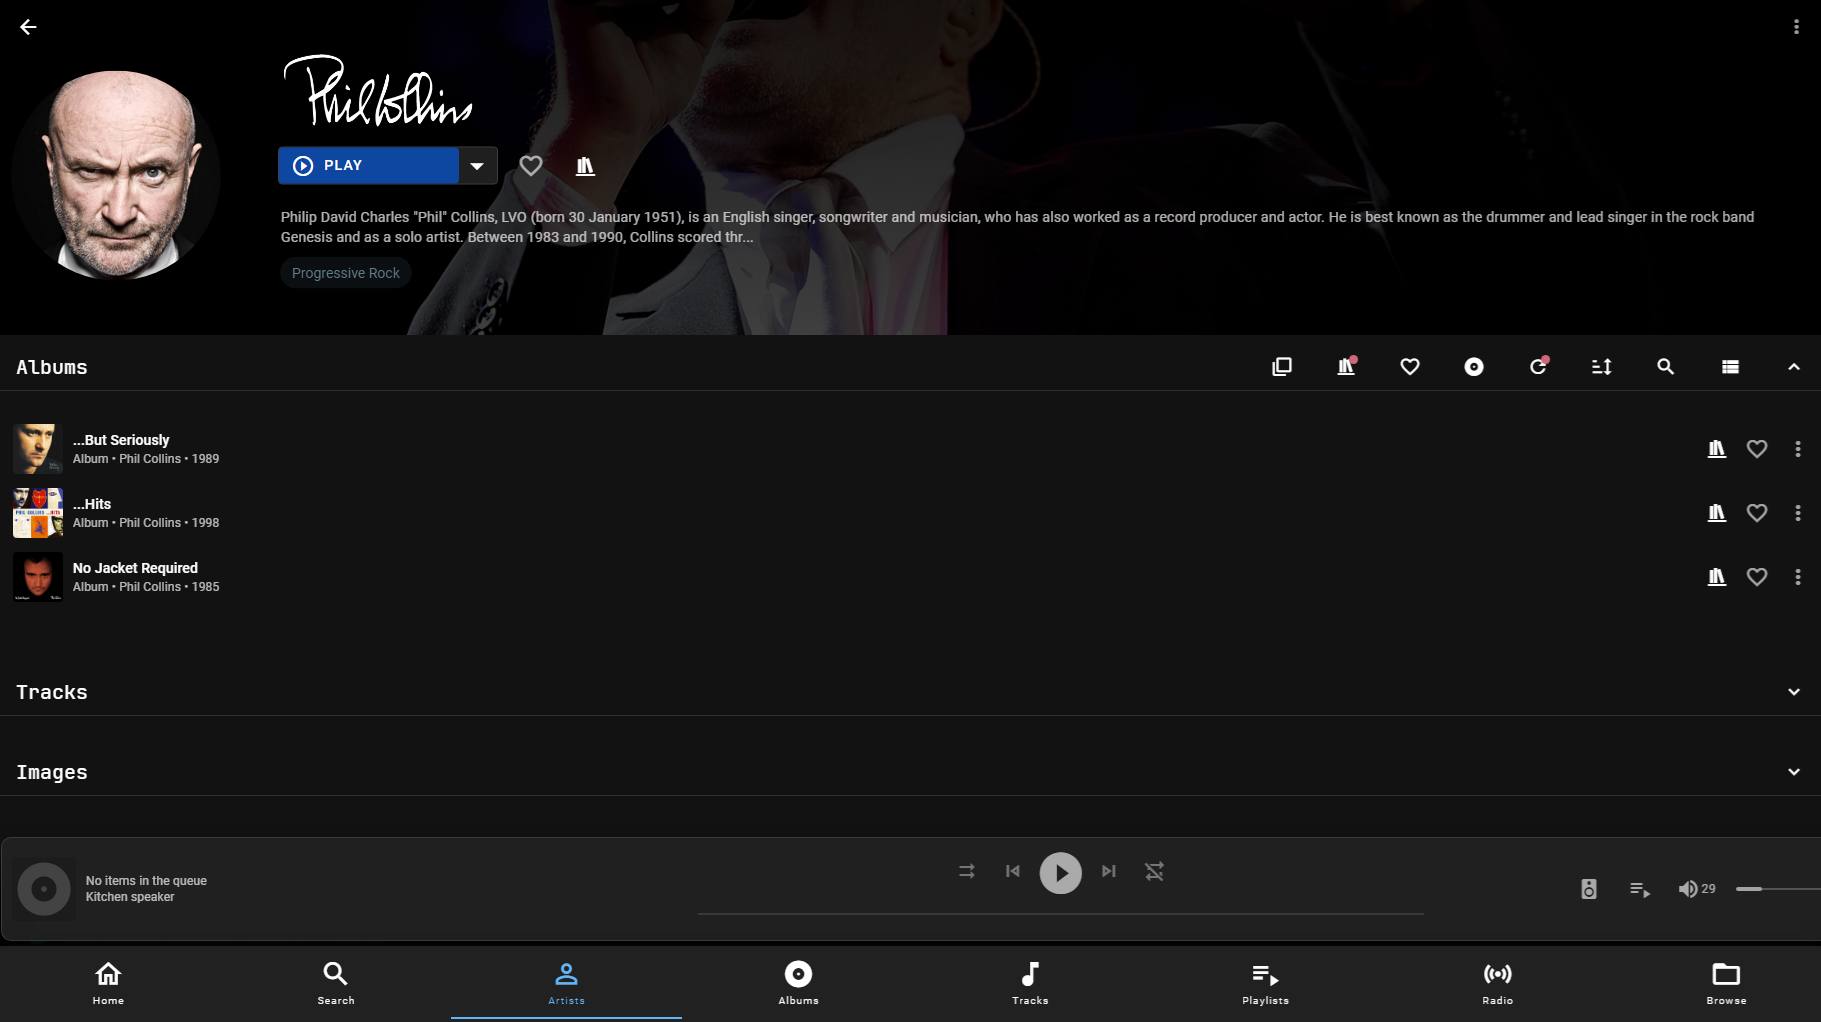 Phil Collins
PLAY
Philip David Charles "Phil" Collins, LVO (born 30 January 1951), is an English singer, songwriter and musician, who has also worked as a record producer and actor. He is best known as the drummer and lead singer in the rock band
Genesis and as a solo artist. Between 1983 and 1990, Collins scored thr...
Progressive Rock
Albums
...But Seriously
Album • Phil Collins • 1989
...Hits
Album • Phil Collins • 1998
PHIL COLLINS ...HITS
No Jacket Required
Album • Phil Collins • 1985
Tracks
Images
No items in the queue
Kitchen speaker
29
Home
Search
Artists
Albums
Tracks
Playlists
Radio
Browse